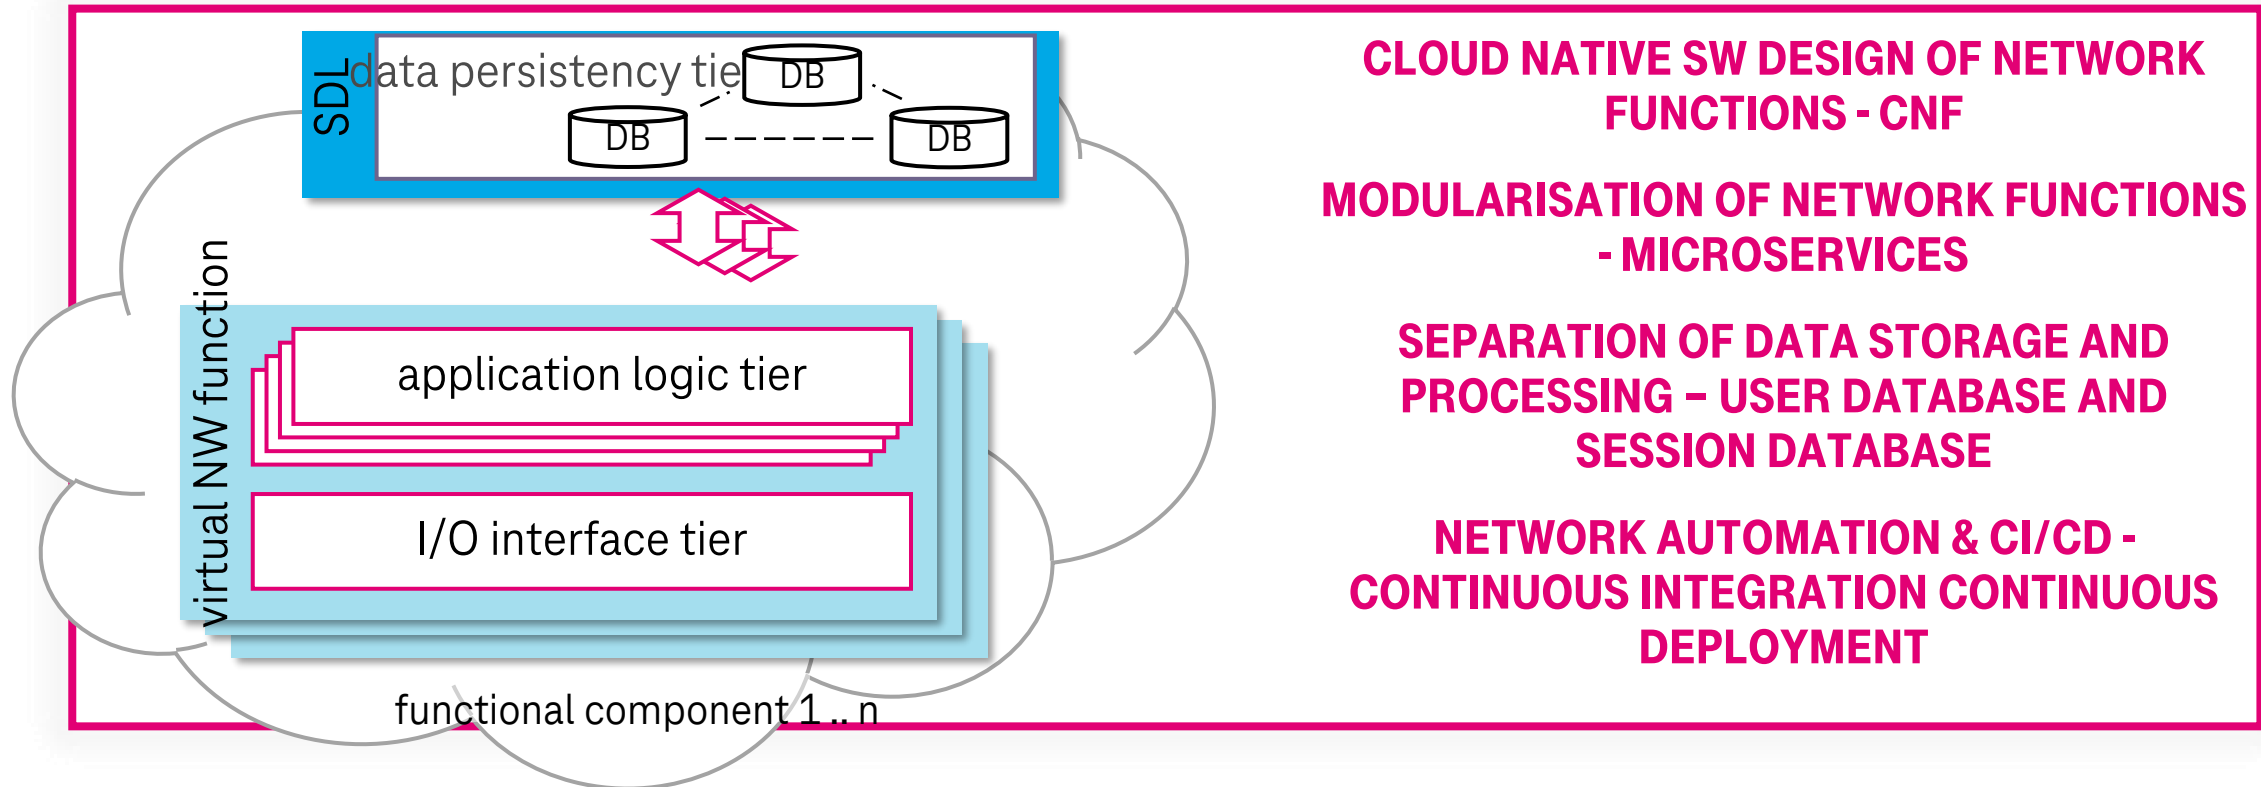 SDL
data persistency tie
DB
DB
DB
virtual NW function
application logic tier
I/O interface tier
functional component 1 .. n
CLOUD NATIVE SW DESIGN OF NETWORK
FUNCTIONS - CNF
MODULARISATION OF NETWORK FUNCTIONS
- MICROSERVICES
SEPARATION OF DATA STORAGE AND
PROCESSING – USER DATABASE AND
SESSION DATABASE
NETWORK AUTOMATION & CI/CD -
CONTINUOUS INTEGRATION CONTINUOUS
DEPLOYMENT